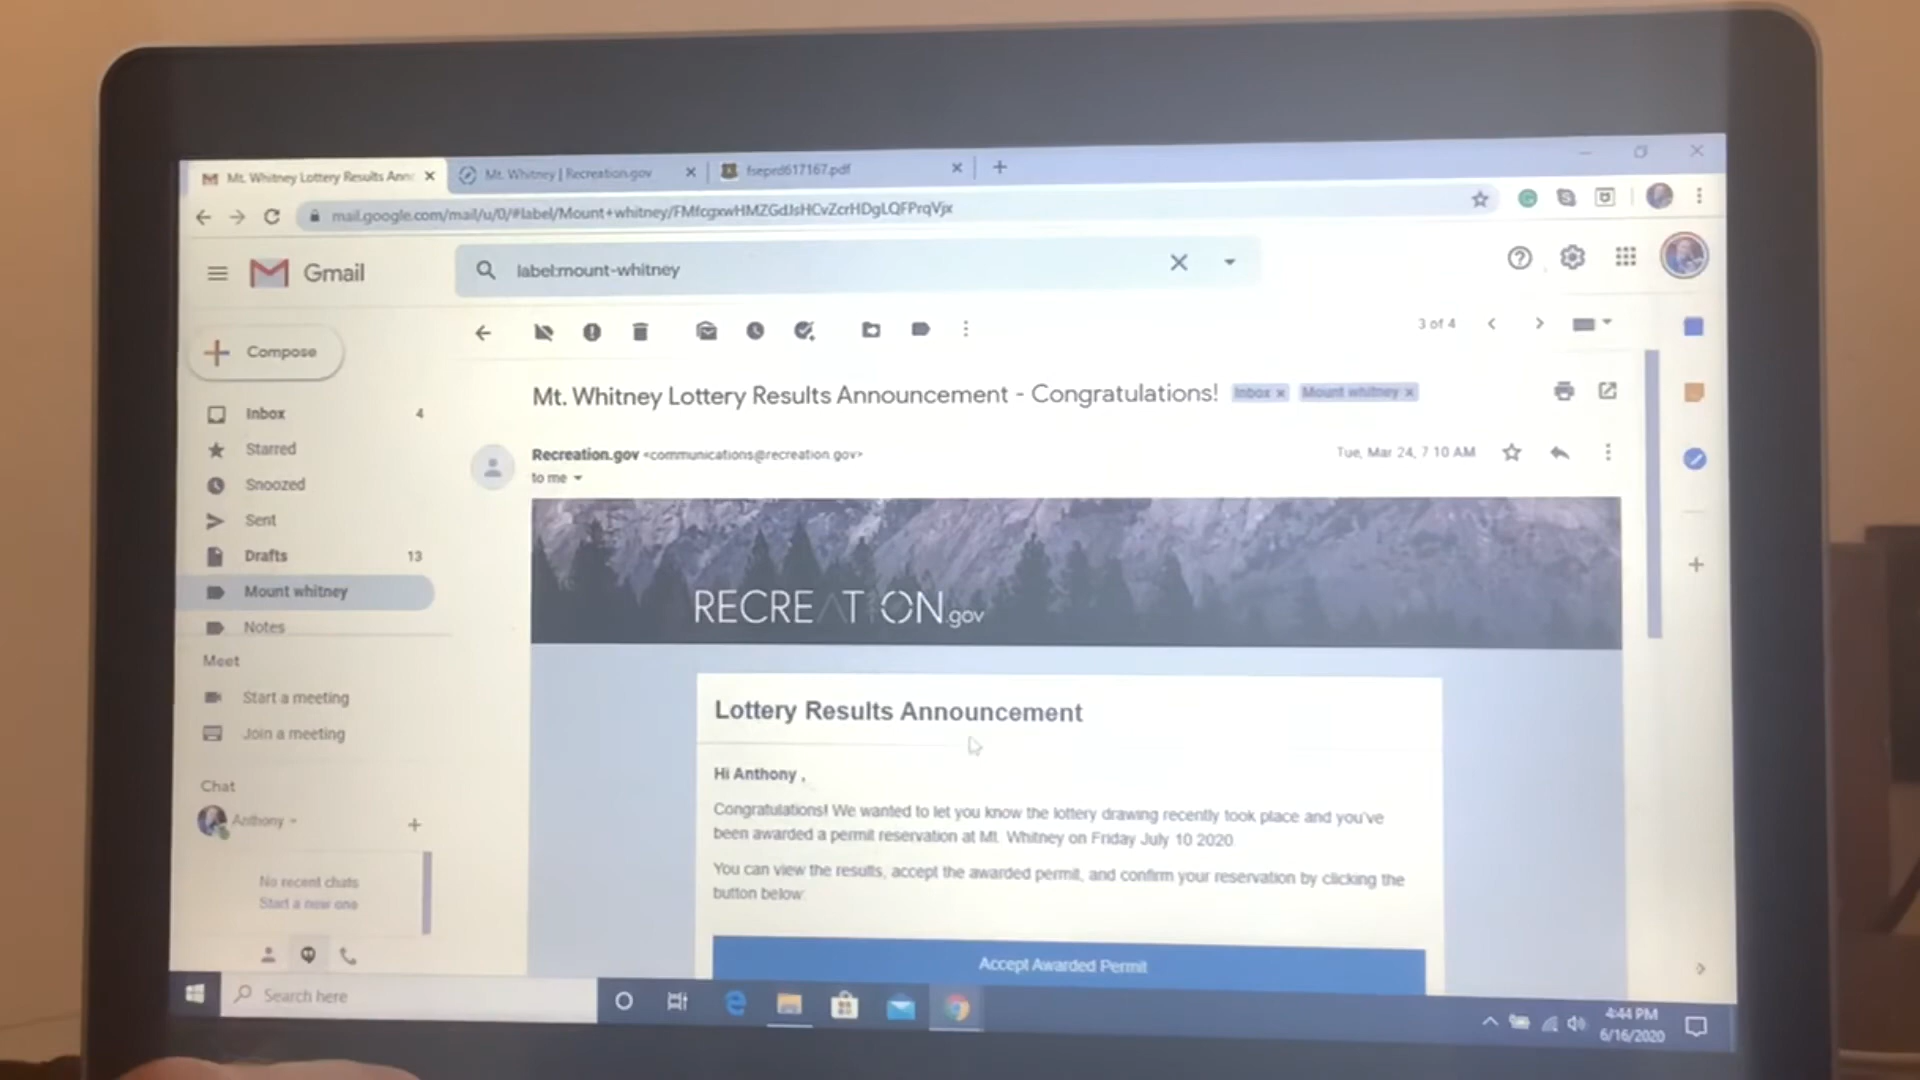 Mt. Whitney Lottery Results Ann
Mt. Whitney | Recreation.gov
fseprd617167.pdf
mail.google.com/mail/u/0/#label/Mount+whitney/FMfcgxwHMZGdJsHCvZcrHDgLQFPrqVjx
Gmail
label:mount-whitney
Compose
3 of 4
Inbox 4
Starred
Snoozed
Sent
Drafts 13
Mount whitney
Notes
Meet
Start a meeting
Join a meeting
Chat
Anthony
No recent chats
Start a new one
Mt. Whitney Lottery Results Announcement - Congratulations! Inbox x Mount whitney x
Recreation.gov <communications@recreation.gov>
Tue, Mar 24, 7:10 AM
to me
RECREATION.gov
Lottery Results Announcement
Hi Anthony ,
Congratulations! We wanted to let you know the lottery drawing recently took place and you've
been awarded a permit reservation at Mt. Whitney on Friday July 10 2020
You can view the results, accept the awarded permit, and confirm your reservation by clicking the
button below:
Accept Awarded Permit
Search here
4:44 PM
6/16/2020